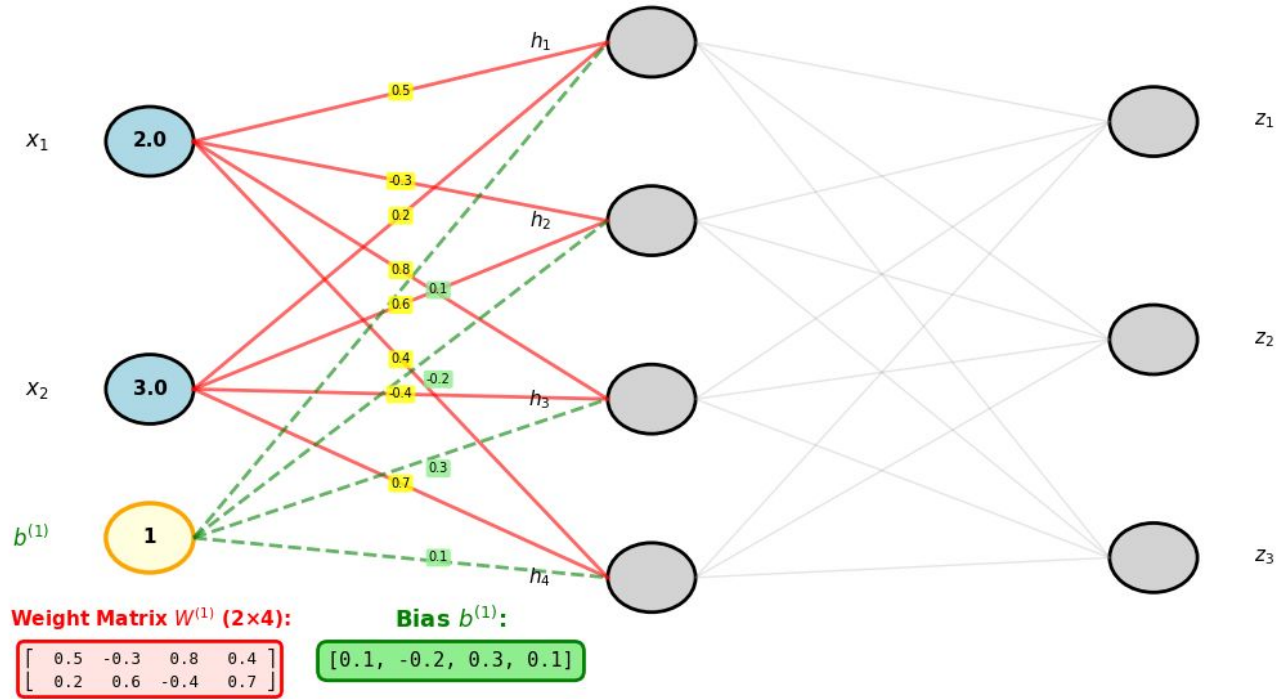 h₁
0.5
x₁
2.0
z₁
-0.3
0.2
h₂
0.8
0.1
0.6
z₂
0.4
-0.2
x₂
3.0
-0.4
h₃
0.3
0.7
b⁽¹⁾
1
0.1
z₃
h₄
Weight Matrix W⁽¹⁾ (2×4):
Bias b⁽¹⁾:
[ 0.5 -0.3 0.8 0.4 ]
[ 0.2 0.6 -0.4 0.7 ]
[0.1, -0.2, 0.3, 0.1]